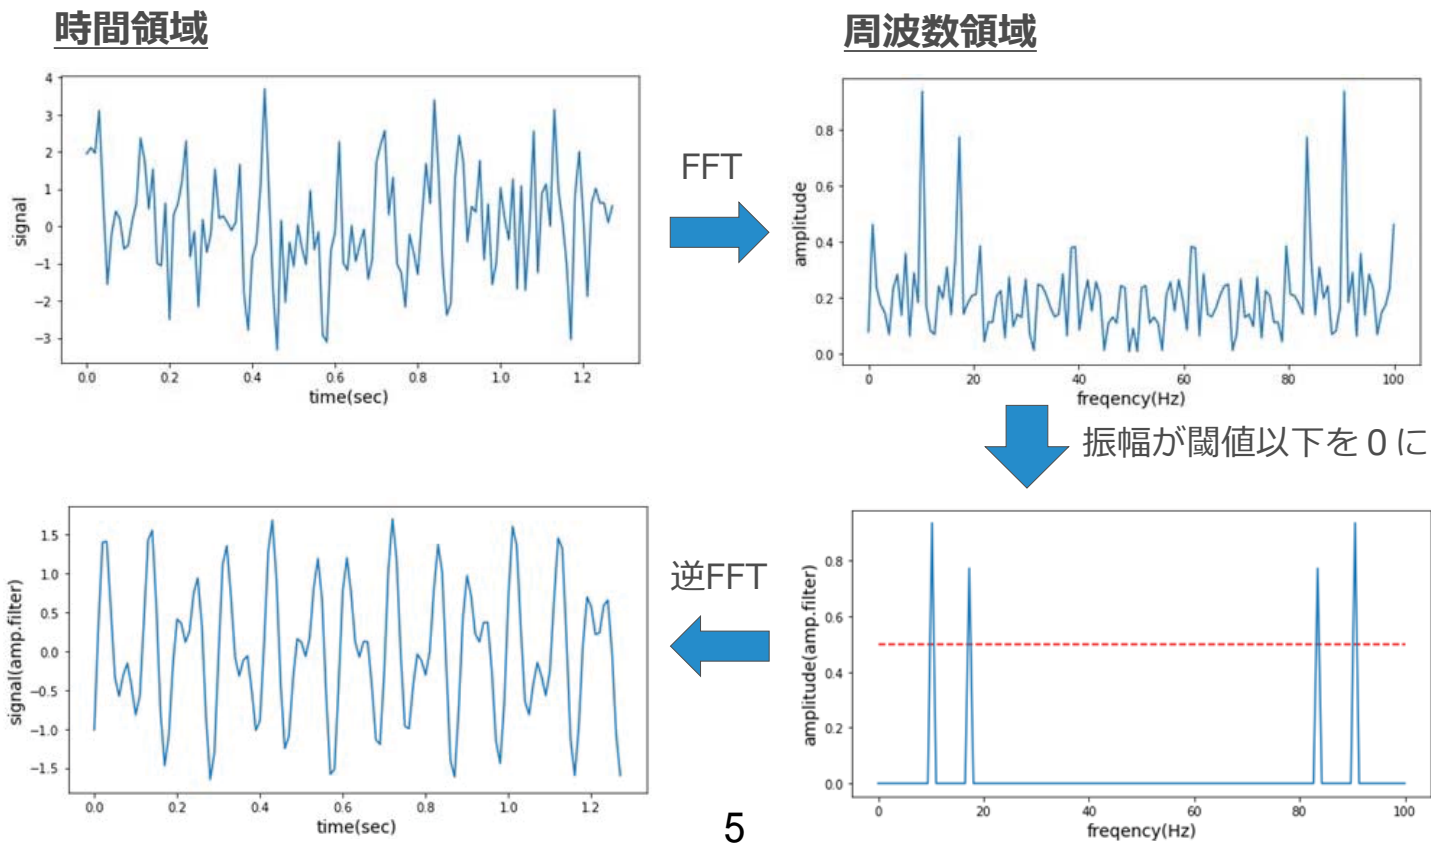 時間領域
周波数領域
4
3
2
1
0
−1
−2
−3
signal
0.0 0.2 0.4 0.6 0.8 1.0 1.2
time(sec)
FFT
0.8
0.6
0.4
0.2
0.0
amplitude
0 20 40 60 80 100
freqency(Hz)
振幅が閾値以下を０に
1.5
1.0
0.5
0.0
−0.5
−1.0
−1.5
signal(amp.filter)
0.0 0.2 0.4 0.6 0.8 1.0 1.2
time(sec)
逆FFT
0.8
0.6
0.4
0.2
0.0
amplitude(amp.filter)
0 20 40 60 80 100
freqency(Hz)
5